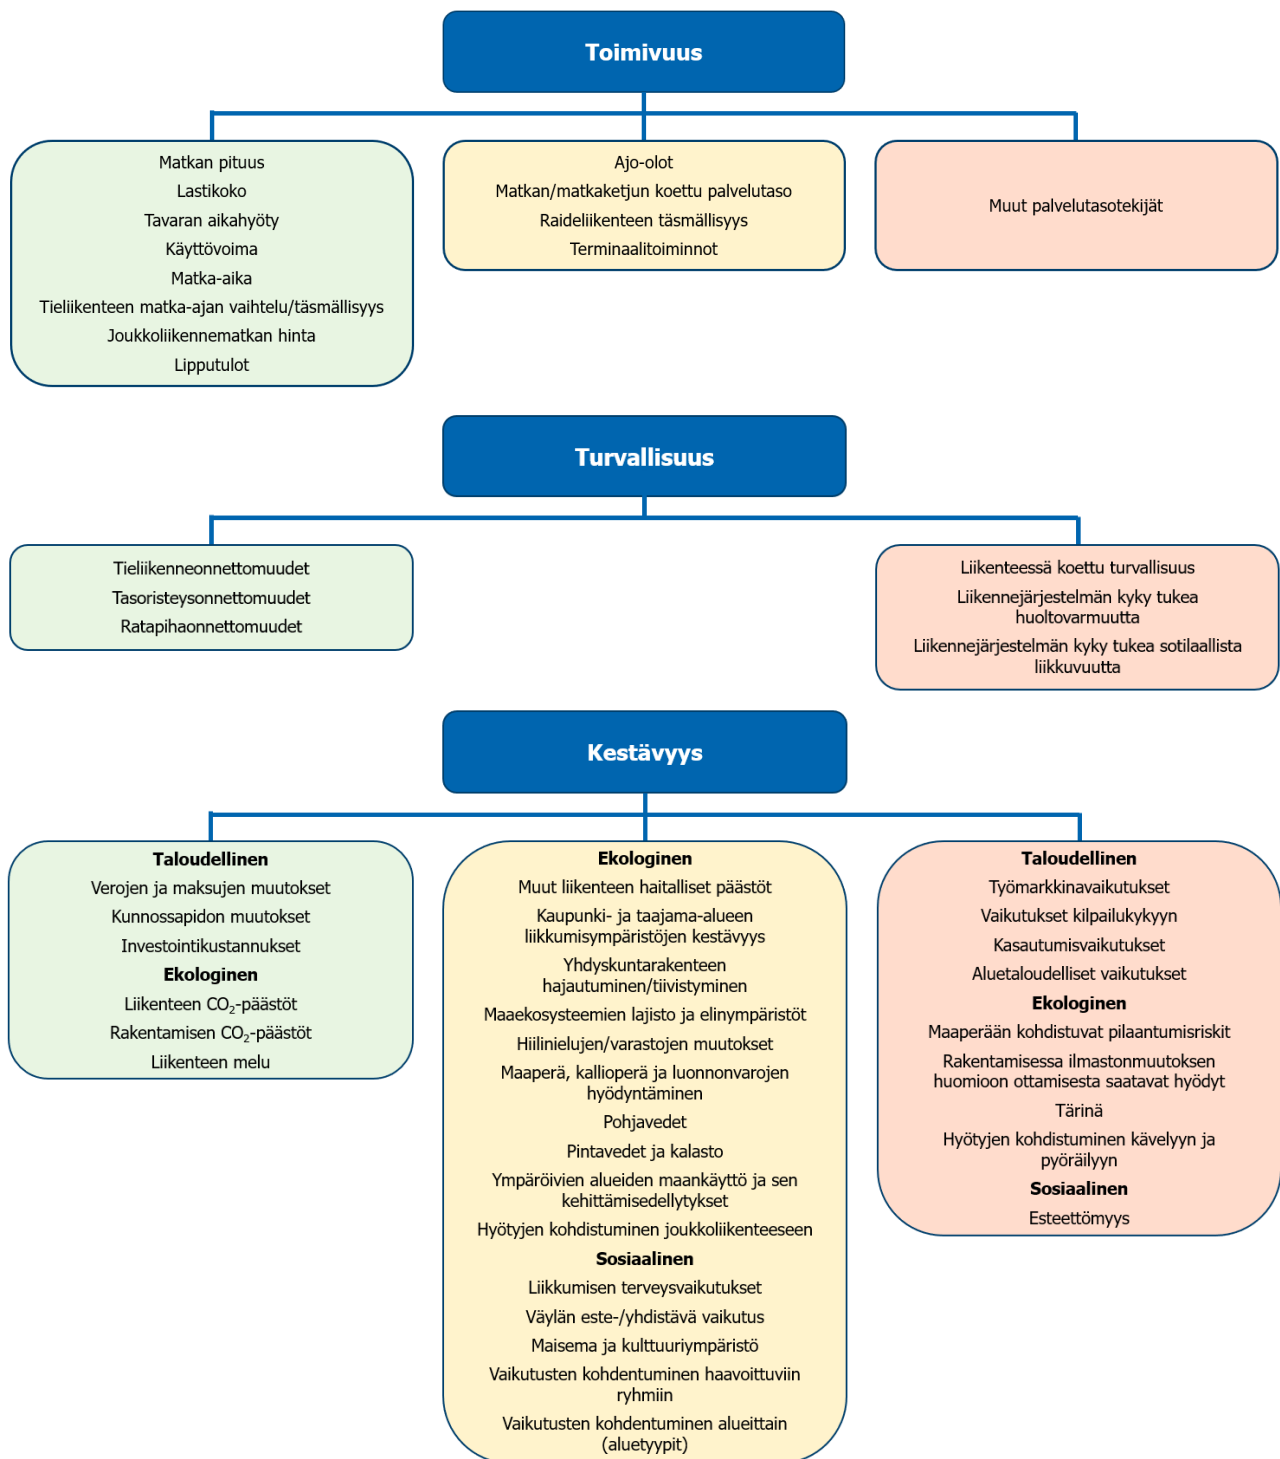 Toimivuus
Matkan pituus
Lastikoko
Tavaran aikahyöty
Käyttövoima
Matka-aika
Tieliikenteen matka-ajan vaihtelu/täsmällisyys
Joukkoliikennematkan hinta
Lipputulot
Ajo-olot
Matkan/matkaketjun koettu palvelutaso
Raideliikenteen täsmällisyys
Terminaalitoiminnot
Muut palvelutasotekijät
Turvallisuus
Tieliikenneonnettomuudet
Tasoristeysonnettomuudet
Ratapihaonnettomuudet
Liikenteessä koettu turvallisuus
Liikennejärjestelmän kyky tukea
huoltovarmuutta
Liikennejärjestelmän kyky tukea sotilaallista
liikkuvuutta
Kestävyys
Taloudellinen
Verojen ja maksujen muutokset
Kunnossapidon muutokset
Investointikustannukset
Ekologinen
Liikenteen CO₂-päästöt
Rakentamisen CO₂-päästöt
Liikenteen melu
Ekologinen
Muut liikenteen haitalliset päästöt
Kaupunki- ja taajama-alueen
liikkumisympäristöjen kestävyys
Yhdyskuntarakenteen
hajautuminen/tiivistyminen
Maaekosysteemien lajisto ja elinympäristöt
Hiilinielujen/varastojen muutokset
Maaperä, kallioperä ja luonnonvarojen
hyödyntäminen
Pohjavedet
Pintavedet ja kalasto
Ympäröivien alueiden maankäyttö ja sen
kehittämisedellytykset
Hyötyjen kohdistuminen joukkoliikenteeseen
Sosiaalinen
Liikkumisen terveysvaikutukset
Väylän este-/yhdistävä vaikutus
Maisema ja kulttuuriympäristö
Vaikutusten kohdentuminen haavoittuviin
ryhmiin
Vaikutusten kohdentuminen alueittain
(aluetyypit)
Taloudellinen
Työmarkkinavaikutukset
Vaikutukset kilpailukykyyn
Kasautumisvaikutukset
Aluetaloudelliset vaikutukset
Ekologinen
Maaperään kohdistuvat pilaantumisriskit
Rakentamisessa ilmastonmuutoksen
huomioon ottamisesta saatavat hyödyt
Tärinä
Hyötyjen kohdistuminen kävelyyn ja
pyöräilyyn
Sosiaalinen
Esteettömyys